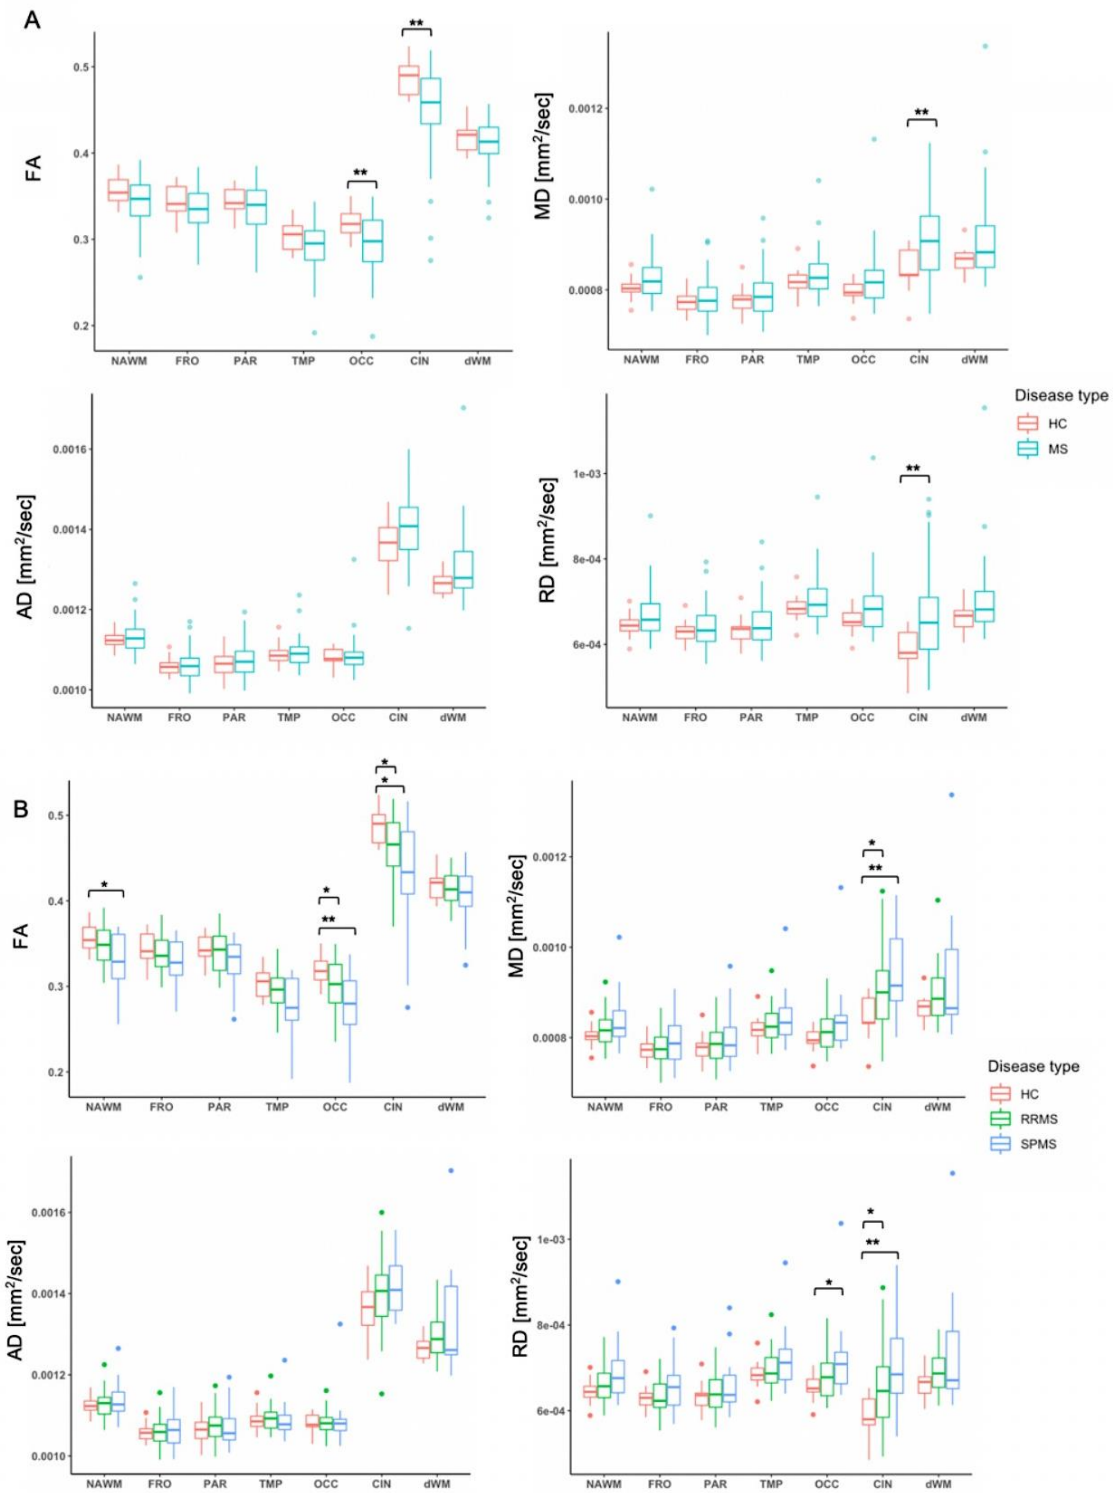 A
**
**
FA
0.5
0.4
0.3
0.2
NAWM FRO PAR TMP OCC CIN dWM
**
MD [mm²/sec]
0.0012
0.0010
0.0008
NAWM FRO PAR TMP OCC CIN dWM
AD [mm²/sec]
0.0016
0.0014
0.0012
0.0010
NAWM FRO PAR TMP OCC CIN dWM
**
RD [mm²/sec]
1e-03
8e-04
6e-04
NAWM FRO PAR TMP OCC CIN dWM
Disease type
HC
MS
B
*
*
*
*
**
FA
0.5
0.4
0.3
0.2
NAWM FRO PAR TMP OCC CIN dWM
*
**
MD [mm²/sec]
0.0012
0.0010
0.0008
NAWM FRO PAR TMP OCC CIN dWM
Disease type
HC
RRMS
SPMS
AD [mm²/sec]
0.0016
0.0014
0.0012
0.0010
NAWM FRO PAR TMP OCC CIN dWM
*
**
*
RD [mm²/sec]
1e-03
8e-04
6e-04
NAWM FRO PAR TMP OCC CIN dWM